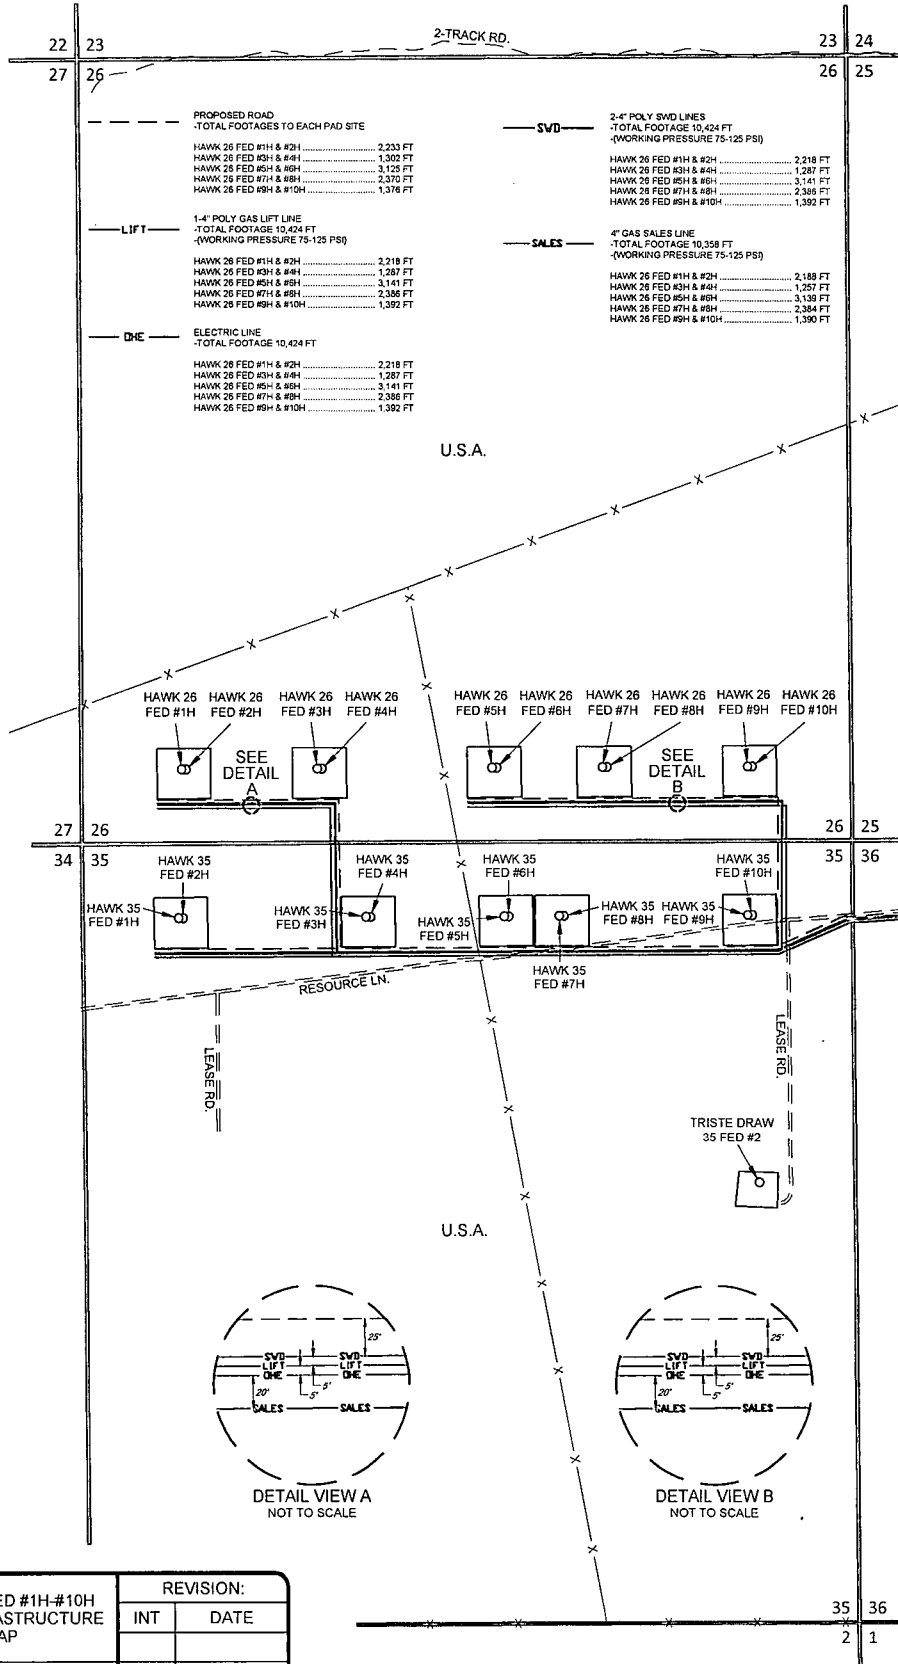 2-TRACK RD.
22 23
27 26
23 24
26 25
PROPOSED ROAD
-TOTAL FOOTAGES TO EACH PAD SITE
HAWK 26 FED #1H & #2H ........................ 2,233 FT
HAWK 26 FED #3H & #4H ........................ 1,302 FT
HAWK 26 FED #5H & #6H ........................ 3,125 FT
HAWK 26 FED #7H & #8H ........................ 2,370 FT
HAWK 26 FED #9H & #10H ...................... 1,376 FT
LIFT
1-4" POLY GAS LIFT LINE
-TOTAL FOOTAGE 10,424 FT
-(WORKING PRESSURE 75-125 PSI)
HAWK 26 FED #1H & #2H ........................ 2,218 FT
HAWK 26 FED #3H & #4H ........................ 1,287 FT
HAWK 26 FED #5H & #6H ........................ 3,141 FT
HAWK 26 FED #7H & #8H ........................ 2,386 FT
HAWK 26 FED #9H & #10H ...................... 1,392 FT
OHE
ELECTRIC LINE
-TOTAL FOOTAGE 10,424 FT
HAWK 26 FED #1H & #2H ........................ 2,218 FT
HAWK 26 FED #3H & #4H ........................ 1,287 FT
HAWK 26 FED #5H & #6H ........................ 3,141 FT
HAWK 26 FED #7H & #8H ........................ 2,386 FT
HAWK 26 FED #9H & #10H ...................... 1,392 FT
SWD
2-4" POLY SWD LINES
-TOTAL FOOTAGE 10,424 FT
-(WORKING PRESSURE 75-125 PSI)
HAWK 26 FED #1H & #2H ........................ 2,218 FT
HAWK 26 FED #3H & #4H ........................ 1,287 FT
HAWK 26 FED #5H & #6H ........................ 3,141 FT
HAWK 26 FED #7H & #8H ........................ 2,386 FT
HAWK 26 FED #9H & #10H ...................... 1,392 FT
SALES
4" GAS SALES LINE
-TOTAL FOOTAGE 10,358 FT
-(WORKING PRESSURE 75-125 PSI)
HAWK 26 FED #1H & #2H ........................ 2,188 FT
HAWK 26 FED #3H & #4H ........................ 1,257 FT
HAWK 26 FED #5H & #6H ........................ 3,139 FT
HAWK 26 FED #7H & #8H ........................ 2,384 FT
HAWK 26 FED #9H & #10H ...................... 1,390 FT
U.S.A.
HAWK 26
FED #1H
HAWK 26
FED #2H
HAWK 26
FED #3H
HAWK 26
FED #4H
HAWK 26
FED #5H
HAWK 26
FED #6H
HAWK 26
FED #7H
HAWK 26
FED #8H
HAWK 26
FED #9H
HAWK 26
FED #10H
SEE
DETAIL
A
SEE
DETAIL
B
27 26
34 35
26 25
35 36
HAWK 35
FED #1H
HAWK 35
FED #2H
HAWK 35
FED #3H
HAWK 35
FED #4H
HAWK 35
FED #5H
HAWK 35
FED #6H
HAWK 35
FED #7H
HAWK 35
FED #8H
HAWK 35
FED #9H
HAWK 35
FED #10H
RESOURCE LN.
LEASE RD.
LEASE RD.
TRISTE DRAW
35 FED #2
U.S.A.
25'
SWD SWD
LIFT LIFT
OHE OHE
20' 5' 5'
SALES SALES
DETAIL VIEW A
NOT TO SCALE
25'
SWD SWD
LIFT LIFT
OHE OHE
20' 5' 5'
SALES SALES
DETAIL VIEW B
NOT TO SCALE
35 36
2 1
ED #1H-#10H
ASTRUCTURE
AP
REVISION:
INT DATE